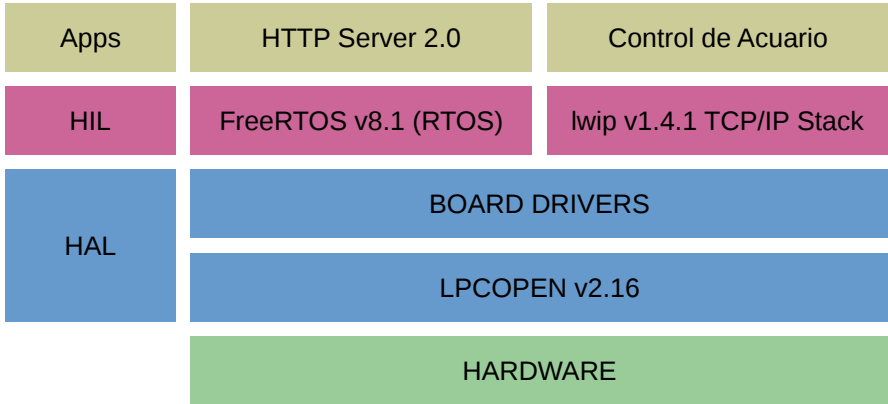 Apps
HTTP Server 2.0
Control de Acuario
HIL
FreeRTOS v8.1 (RTOS)
lwip v1.4.1 TCP/IP Stack
HAL
BOARD DRIVERS
LPCOPEN v2.16
HARDWARE